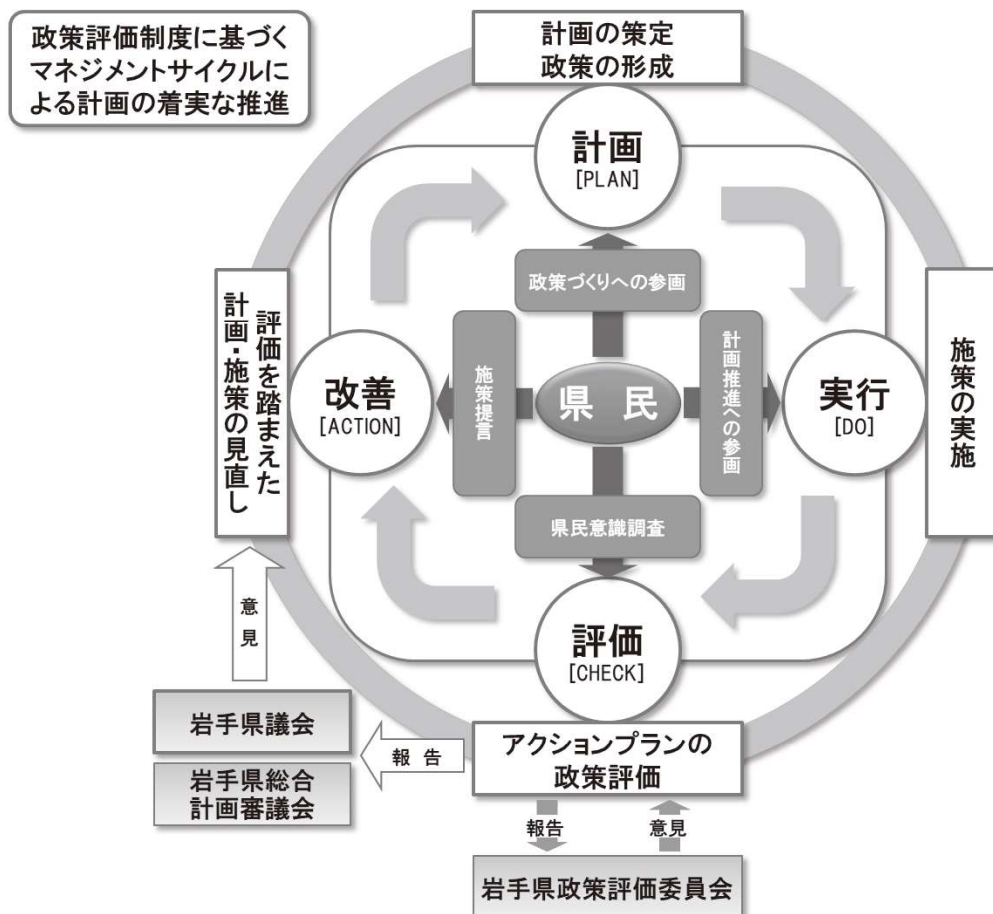 政策評価制度に基づく
マネジメントサイクルに
よる計画の着実な推進
計画の策定
政策の形成
計画
[PLAN]
政策づくりへの参画
評価を踏まえた
計画・施策の見直し
改善
[ACTION]
施策提言
県 民
計画推進への参画
実行
[DO]
施策の実施
県民意識調査
評価
[CHECK]
意見
岩手県議会
岩手県総合
計画審議会
報 告
アクションプランの
政策評価
報告
意見
岩手県政策評価委員会